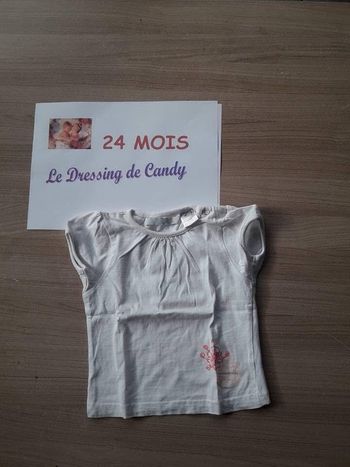 24 MOIS
Le Dressing de Candy